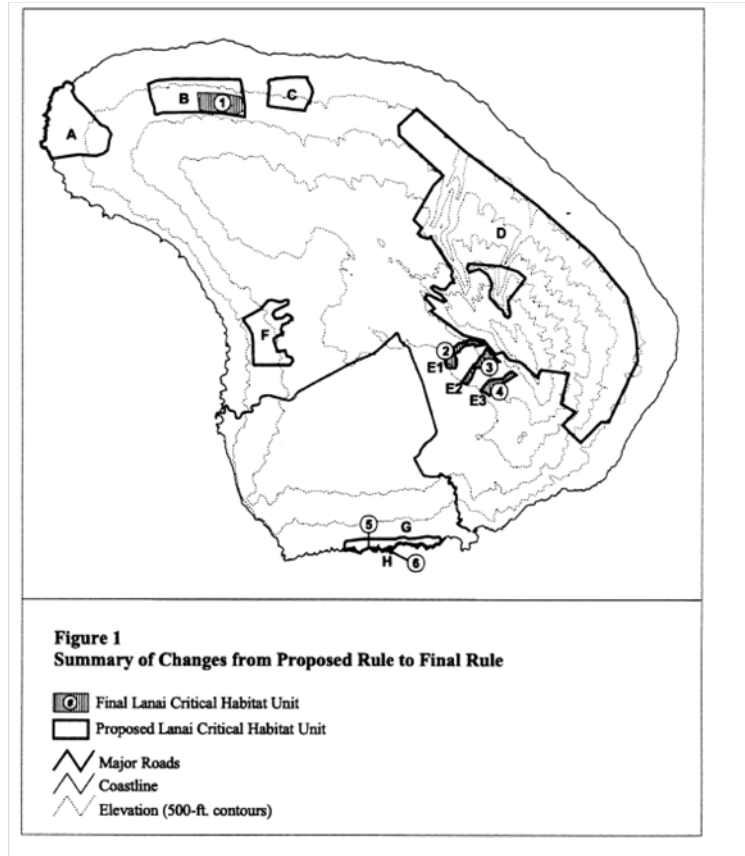 A
B
1
C
D
F
2
E1
3
E2
E3
4
5
G
H
6
Figure 1
Summary of Changes from Proposed Rule to Final Rule
# Final Lanai Critical Habitat Unit
Proposed Lanai Critical Habitat Unit
Major Roads
Coastline
Elevation (500-ft. contours)